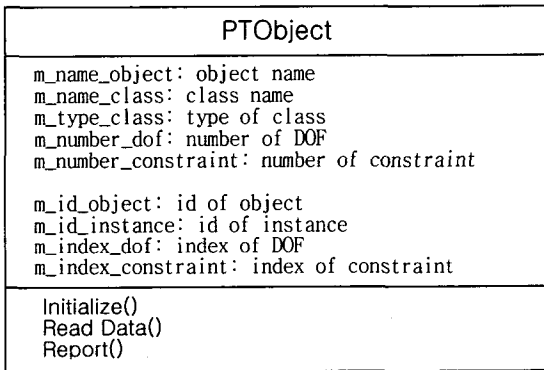 PTObject
m_name_object: object name
m_name_class: class name
m_type_class: type of class
m_number_dof: number of DOF
m_number_constraint: number of constraint
m_id_object: id of object
m_id_instance: id of instance
m_index_dof: index of DOF
m_index_constraint: index of constraint
Initialize()
Read Data()
Report()